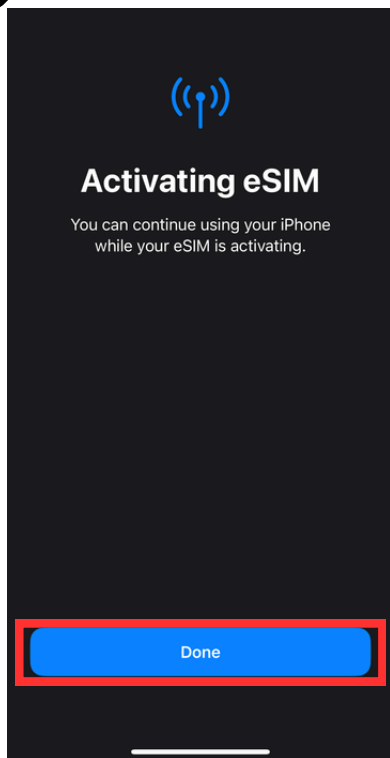 Activating eSIM
You can continue using your iPhone
while your eSIM is activating.
Done